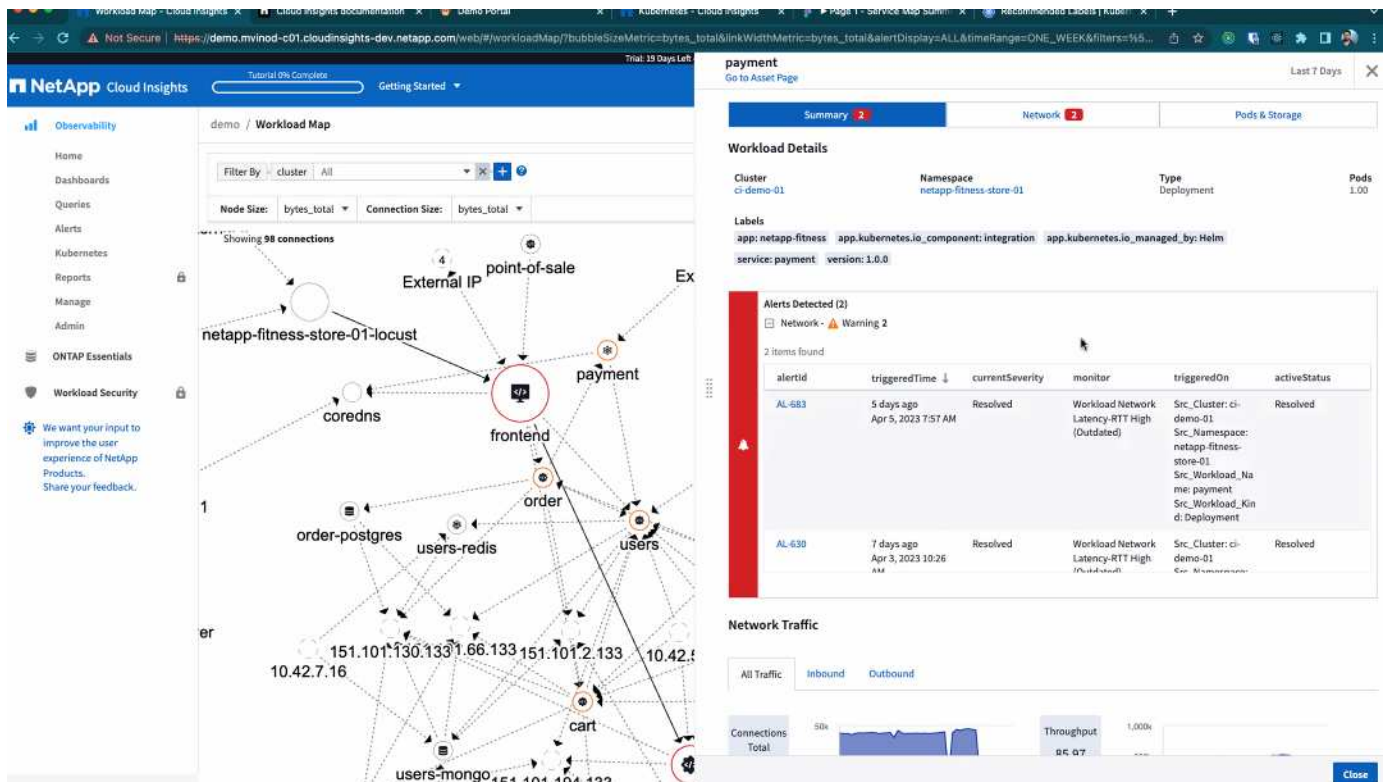 Workload Map - Cloud Insights
Cloud Insights documentation
Demo Portal
Kubernetes - Cloud Insights
Page 1 - Service Map Summ
Recommended Labels | Kuber
Not Secure | https://demo.mvinod-c01.cloudinsights-dev.netapp.com/web/#/workloadMap/?bubbleSizeMetric=bytes_total&linkWidthMetric=bytes_total&alertDisplay=ALL&timeRange=ONE_WEEK&filters=%5...
Trial: 19 Days Left
NetApp Cloud Insights
Tutorial 0% Complete
Getting Started
Observability
Home
Dashboards
Queries
Alerts
Kubernetes
Reports
Manage
Admin
ONTAP Essentials
Workload Security
We want your input to
improve the user
experience of NetApp
Products.
Share your feedback.
demo / Workload Map
Filter By cluster All
Node Size: bytes_total Connection Size: bytes_total
Showing 98 connections
4
External IP
point-of-sale
Ex
netapp-fitness-store-01-locust
payment
coredns
frontend
order
1
order-postgres
users-redis
users
er
151.101.130.133
1.66.133
151.101.2.133
10.42.7.16
cart
users-mongo
payment
Go to Asset Page
Last 7 Days
Summary 2
Network 2
Pods & Storage
Workload Details
Cluster Namespace Type Pods
ci-demo-01 netapp-fitness-store-01 Deployment 1.00
Labels
app: netapp-fitness app.kubernetes.io_component: integration app.kubernetes.io_managed_by: Helm
service: payment version: 1.0.0
Alerts Detected (2)
Network - Warning 2
2 items found
alertId triggeredTime ↓ currentSeverity monitor triggeredOn activeStatus
AL-683 5 days ago Resolved Workload Network Src_Cluster: ci- Resolved
Apr 5, 2023 7:57 AM Latency-RTT High demo-01
(Outdated) Src_Namespace:
netapp-fitness-
store-01
Src_Workload_Na
me: payment
Src_Workload_Kin
d: Deployment
AL-630 7 days ago Resolved Workload Network Src_Cluster: ci- Resolved
Apr 3, 2023 10:26 Latency-RTT High demo-01
AM (Outdated) Src_Namespace:
Network Traffic
All Traffic Inbound Outbound
Connections
Total
50k
Throughput
85.97
1,000k
Close